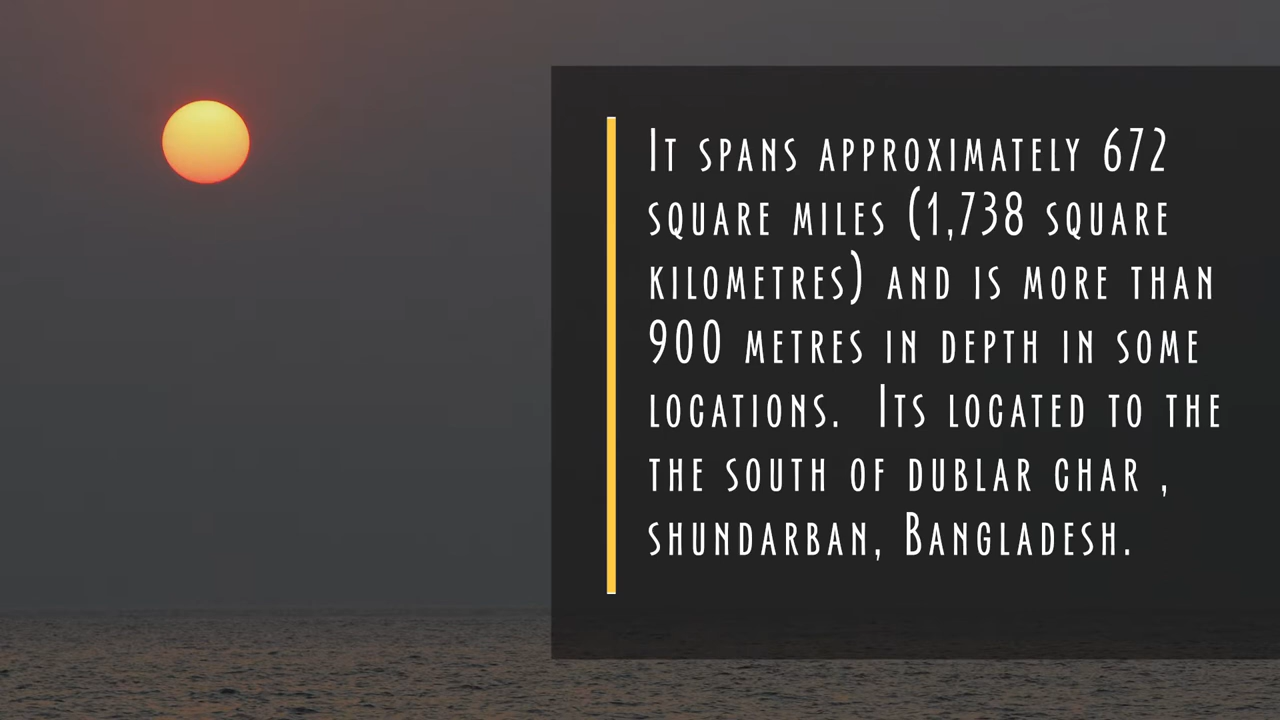 It spans approximately 672
square miles (1,738 square
kilometres) and is more than
900 metres in depth in some
locations.  Its located to the
the south of dublar char ,
shundarban, Bangladesh.